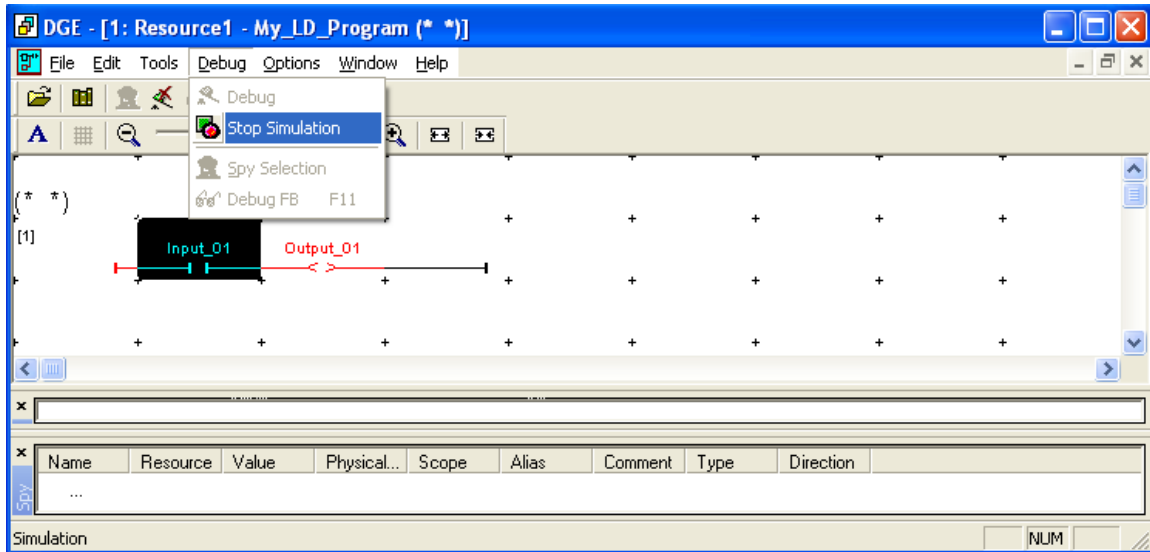 DGE - [1: Resource1 - My_LD_Program (* *)]
File Edit Tools Debug Options Window Help
Debug
A
Stop Simulation
Spy Selection
(* *)
Debug FB F11
[1]
Input_01 Output_01
Name Resource Value Physical... Scope Alias Comment Type Direction
...
Spy
Simulation NUM